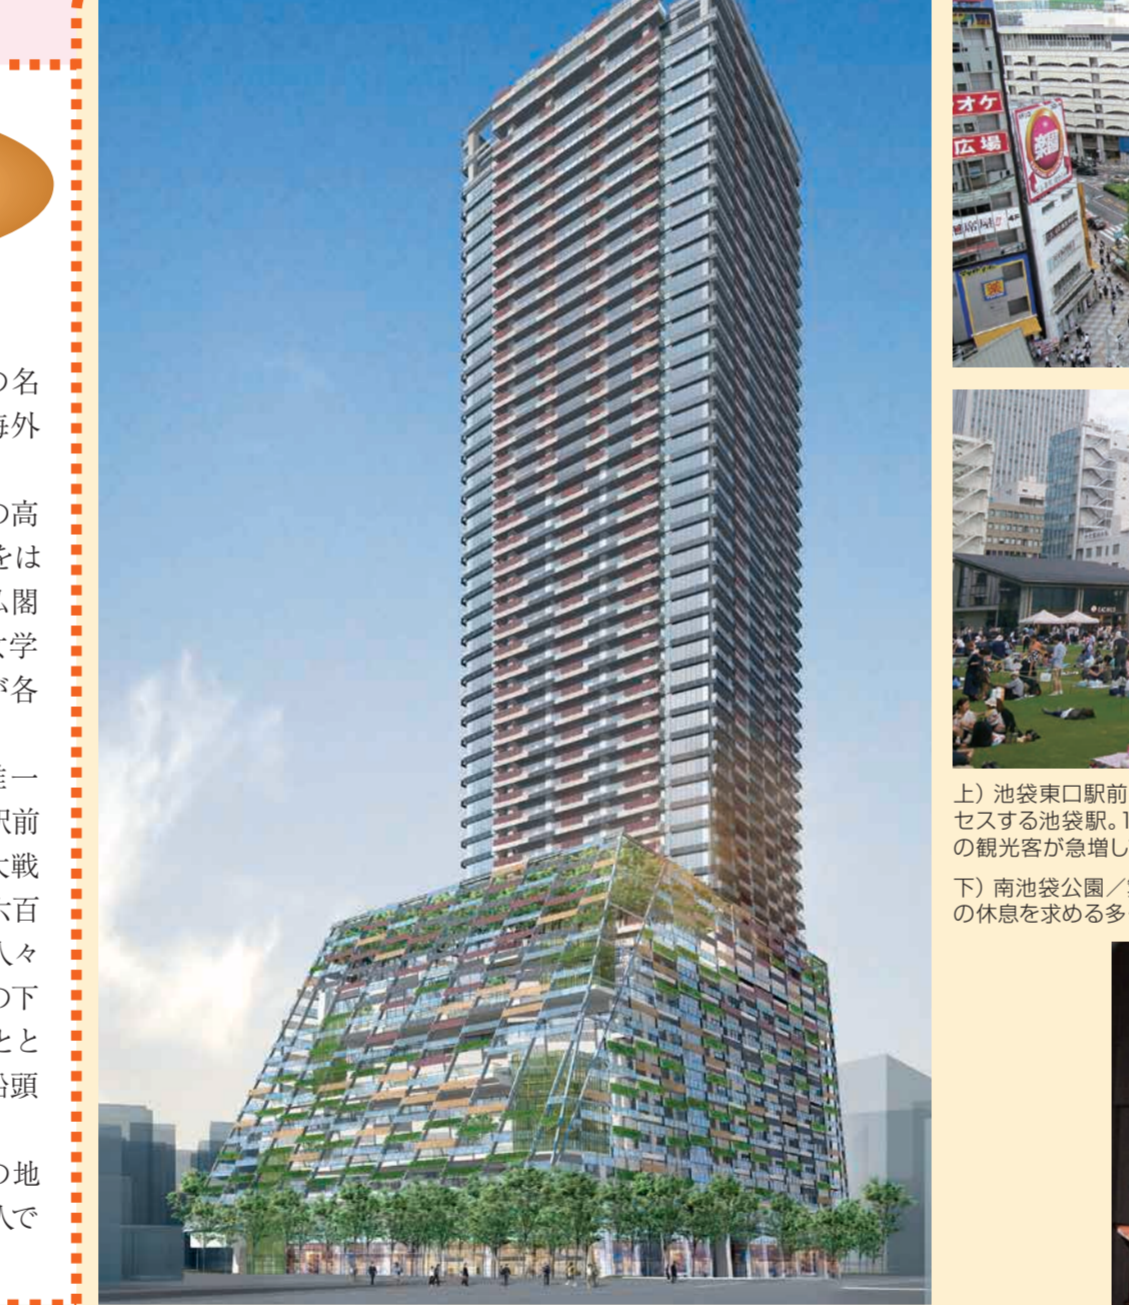 の名
海外
の高
をは
仏閣
大学
が各
唯一
駅前
大戦
六百
人々
の下
とと
船頭
の地
人で
オケ
広場
楽園
薬
上）池袋東口駅前
セスする池袋駅。1
の観光客が急増し
下）南池袋公園／
の休息を求める多